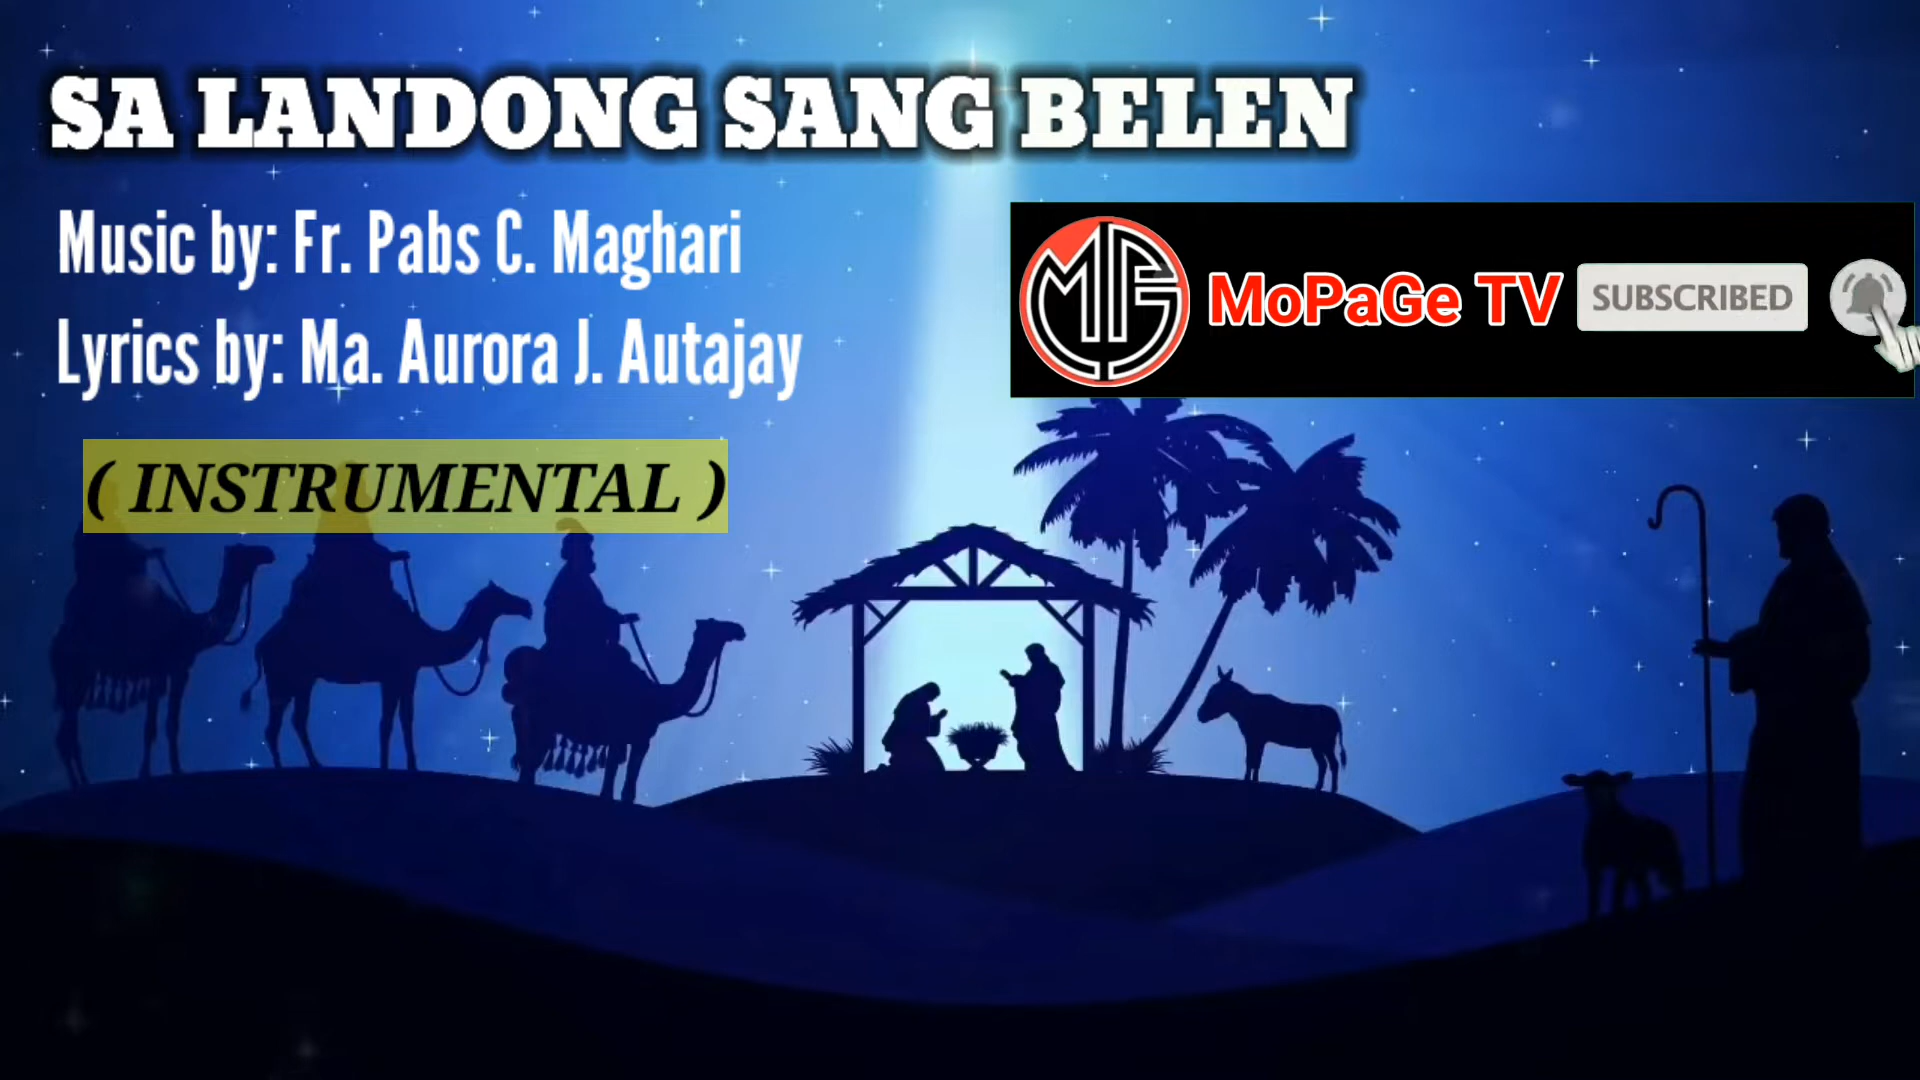 SA LANDONG SANG BELEN
Music by: Fr. Pabs C. Maghari
Lyrics by: Ma. Aurora J. Autajay
( INSTRUMENTAL )
MoPaGe TV SUBSCRIBED